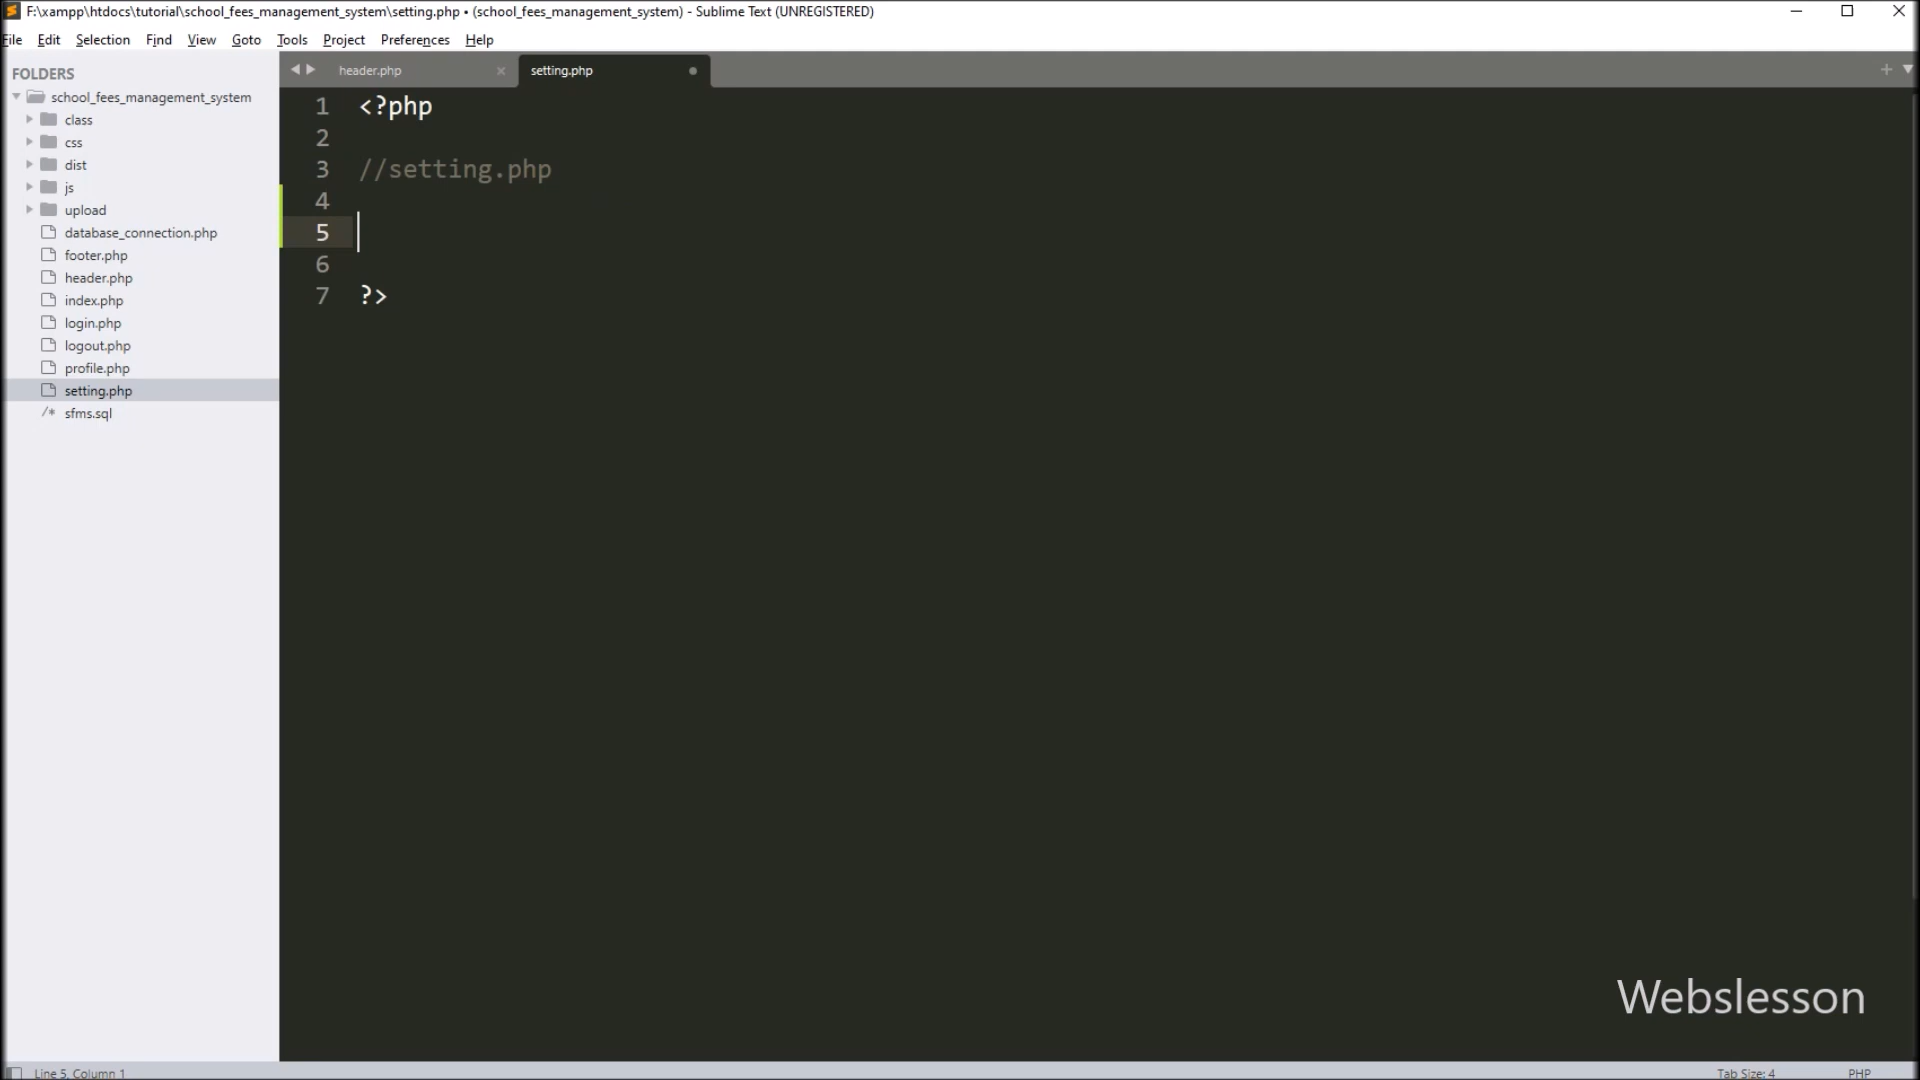 F:\xampp\htdocs\tutorial\school_fees_management_system\setting.php • (school_fees_management_system) - Sublime Text (UNREGISTERED)
File Edit Selection Find View Goto Tools Project Preferences Help
FOLDERS
school_fees_management_system
class
css
dist
js
upload
database_connection.php
footer.php
header.php
index.php
login.php
logout.php
profile.php
setting.php
/* sfms.sql
header.php setting.php
1 <?php
2
3 //setting.php
4
5
6
7 ?>
Webslesson
Line 5, Column 1 Tab Size: 4 PHP